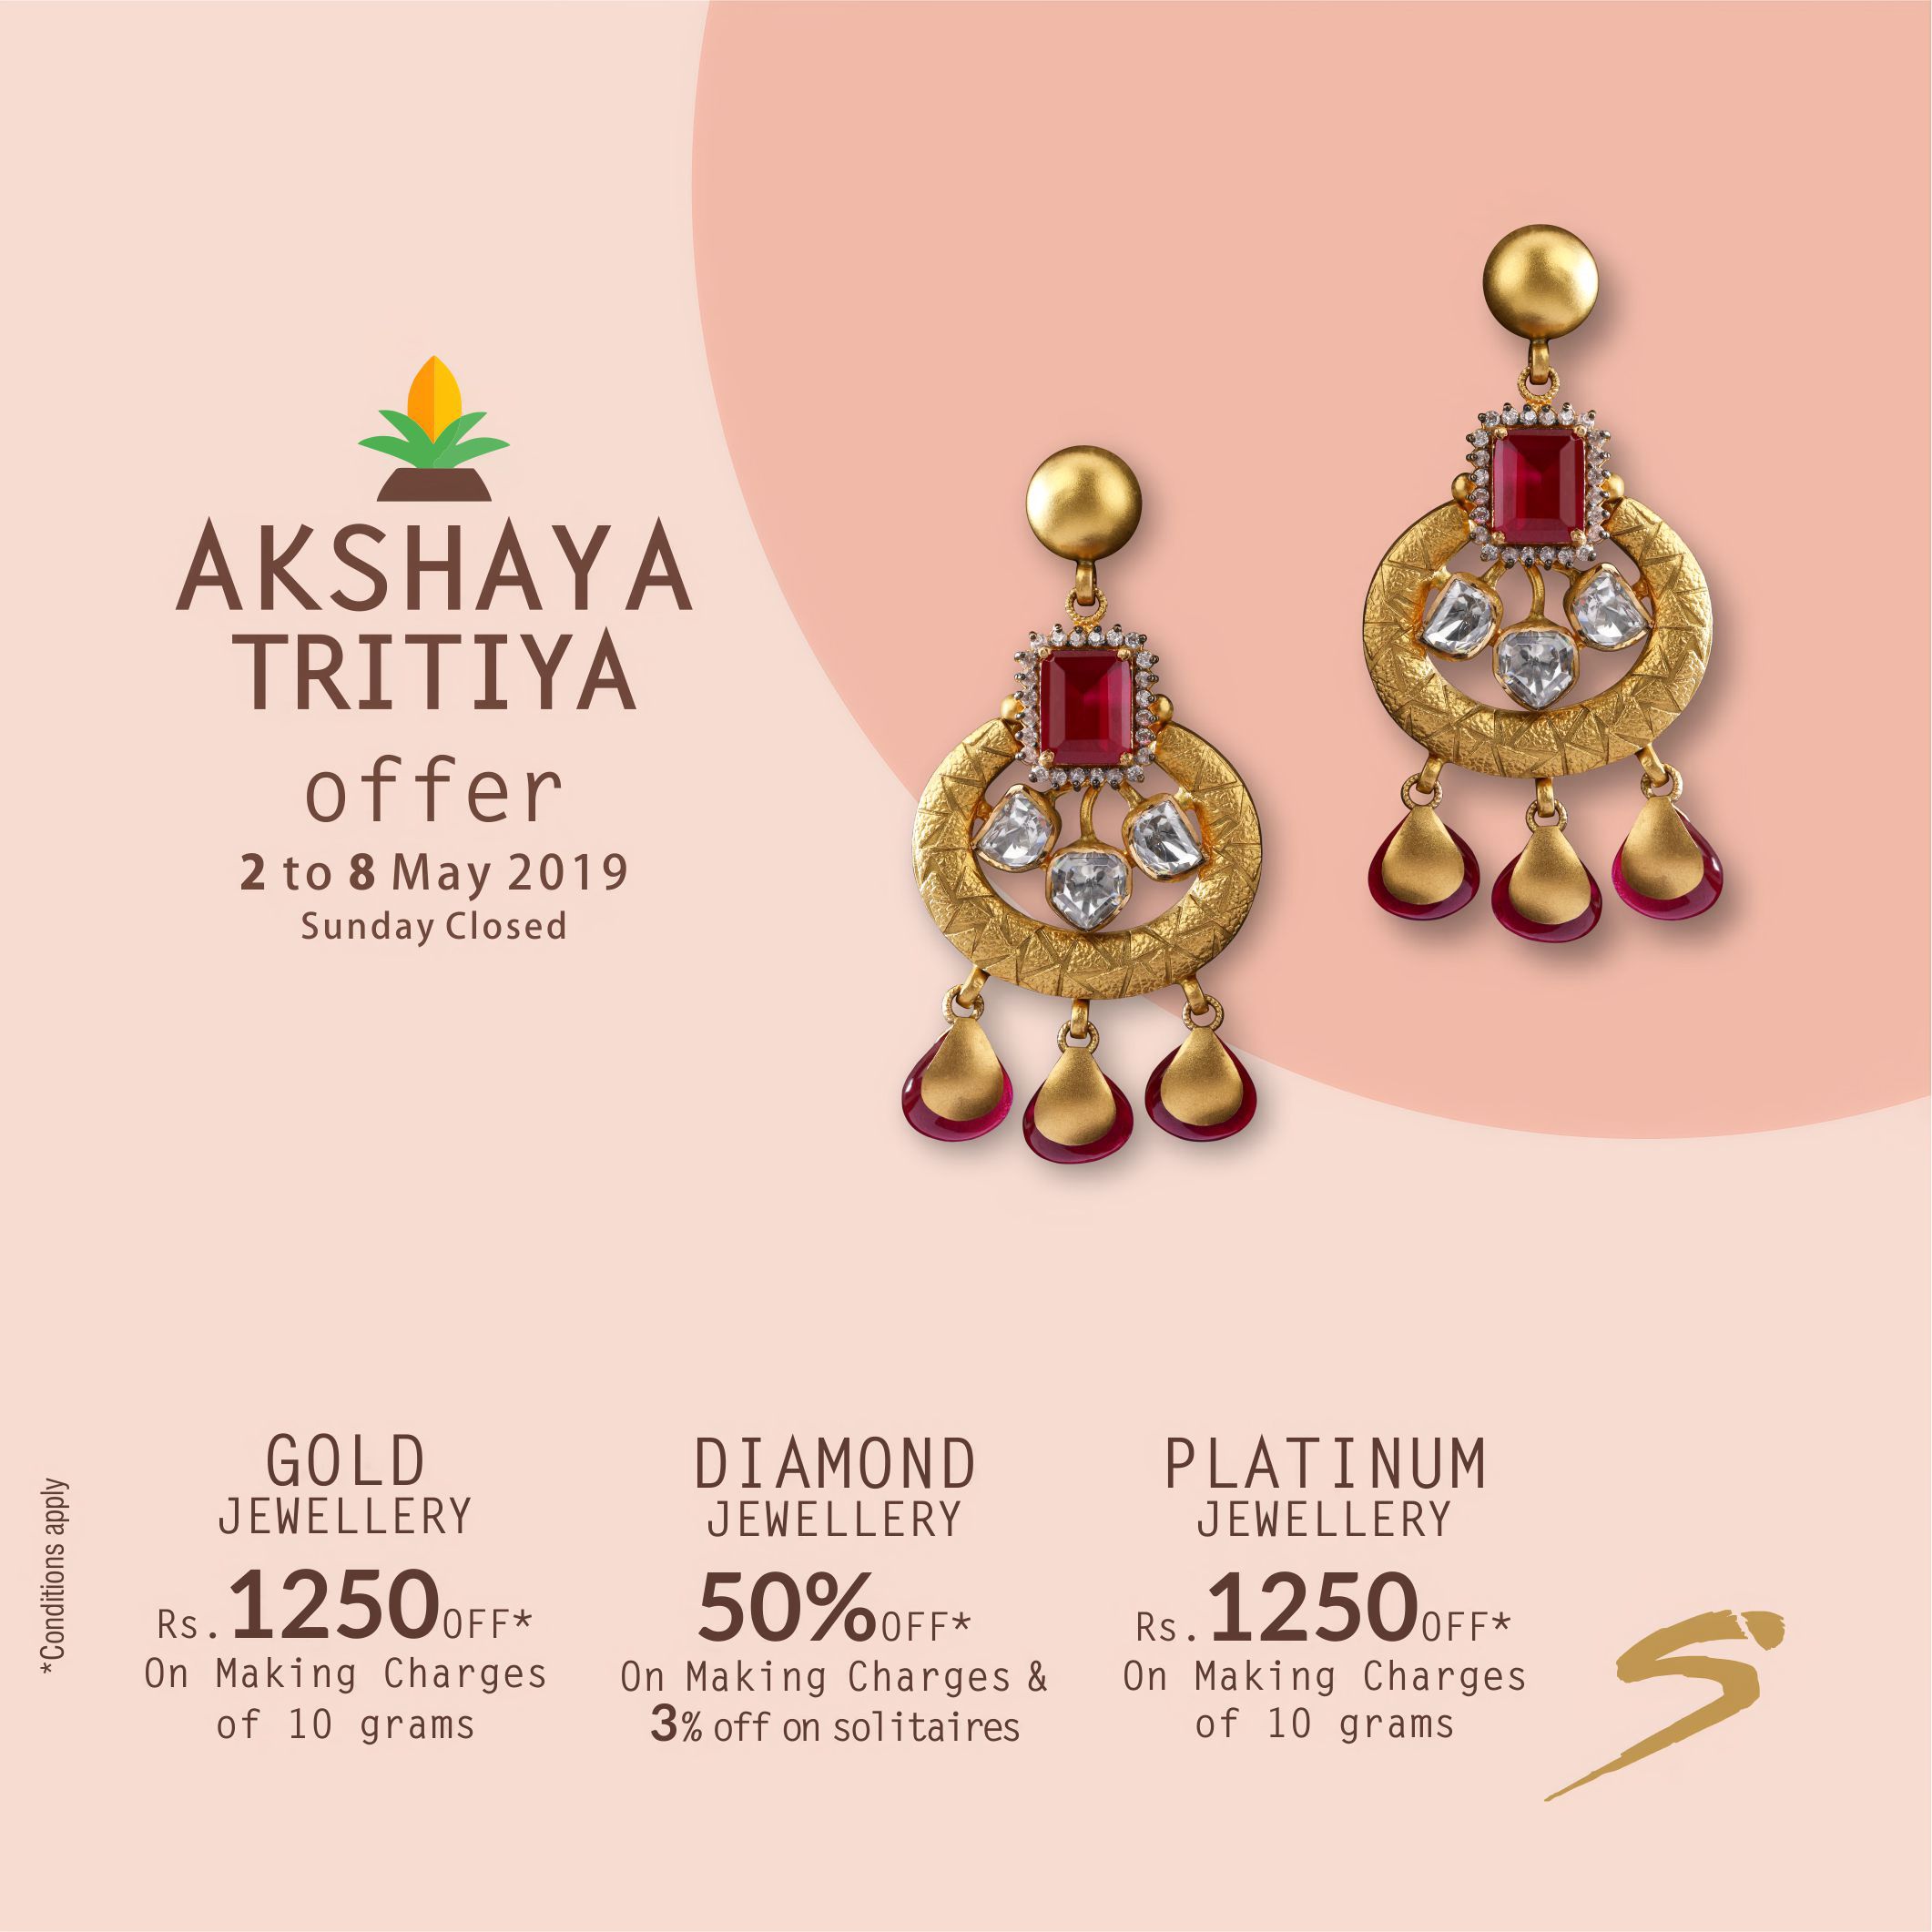 AKSHAYA
TRITIYA
offer
2 to 8 May 2019
Sunday Closed
GOLD
JEWELLERY
Rs.1250OFF*
On Making Charges
of 10 grams
DIAMOND
JEWELLERY
50%OFF*
On Making Charges &
3% off on solitaires
PLATINUM
JEWELLERY
Rs.1250OFF*
On Making Charges
of 10 grams
*Conditions apply